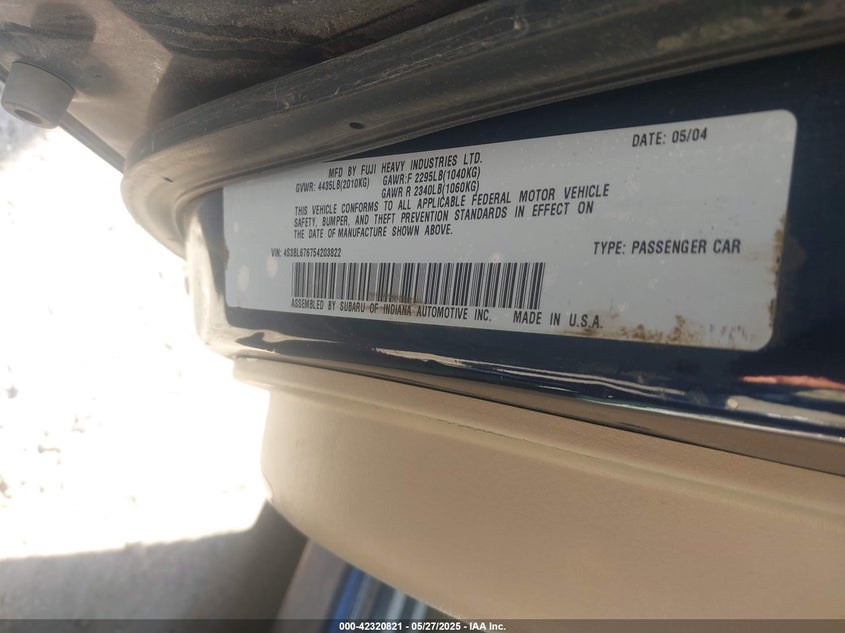 MFD BY FUJI HEAVY INDUSTRIES LTD. DATE: 05/04
GVWR: 4435LB(2010KG) GAWR:F 2295LB(1040KG)
GAWR R 2340LB(1060KG)
THIS VEHICLE CONFORMS TO ALL APPLICABLE FEDERAL MOTOR VEHICLE
SAFETY, BUMPER, AND THEFT PREVENTION STANDARDS IN EFFECT ON
THE DATE OF MANUFACTURE SHOWN ABOVE.
VIN: 4S3BL676754203822 TYPE: PASSENGER CAR
ASSEMBLED BY SUBARU OF INDIANA AUTOMOTIVE INC. MADE IN U.S.A.
000-42320821 - 05/27/2025 - IAA Inc.